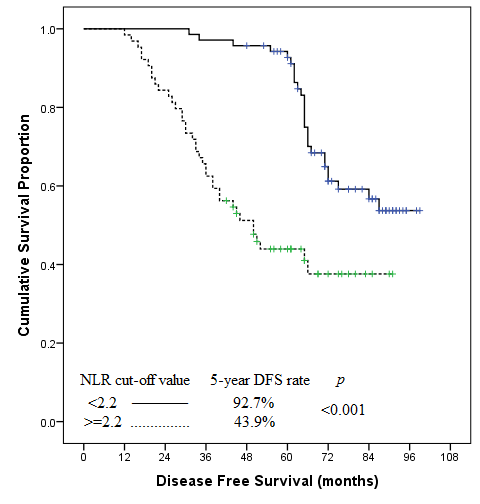 Cumulative Survival Proportion
1.0
0.8
0.6
0.4
0.2
0.0
NLR cut-off value 5-year DFS rate p
<2.2 92.7%
<0.001
>=2.2 43.9%
0 12 24 36 48 60 72 84 96 108
Disease Free Survival (months)